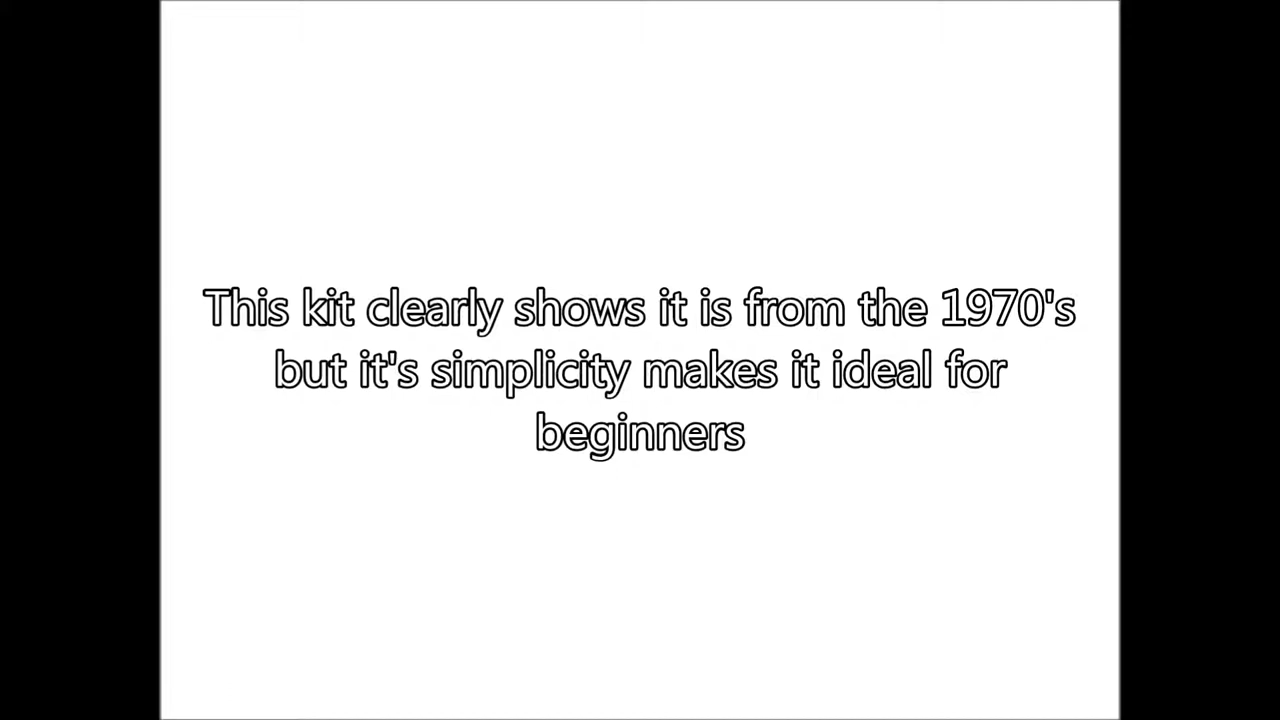 This kit clearly shows it is from the 1970's
but it's simplicity makes it ideal for
beginners